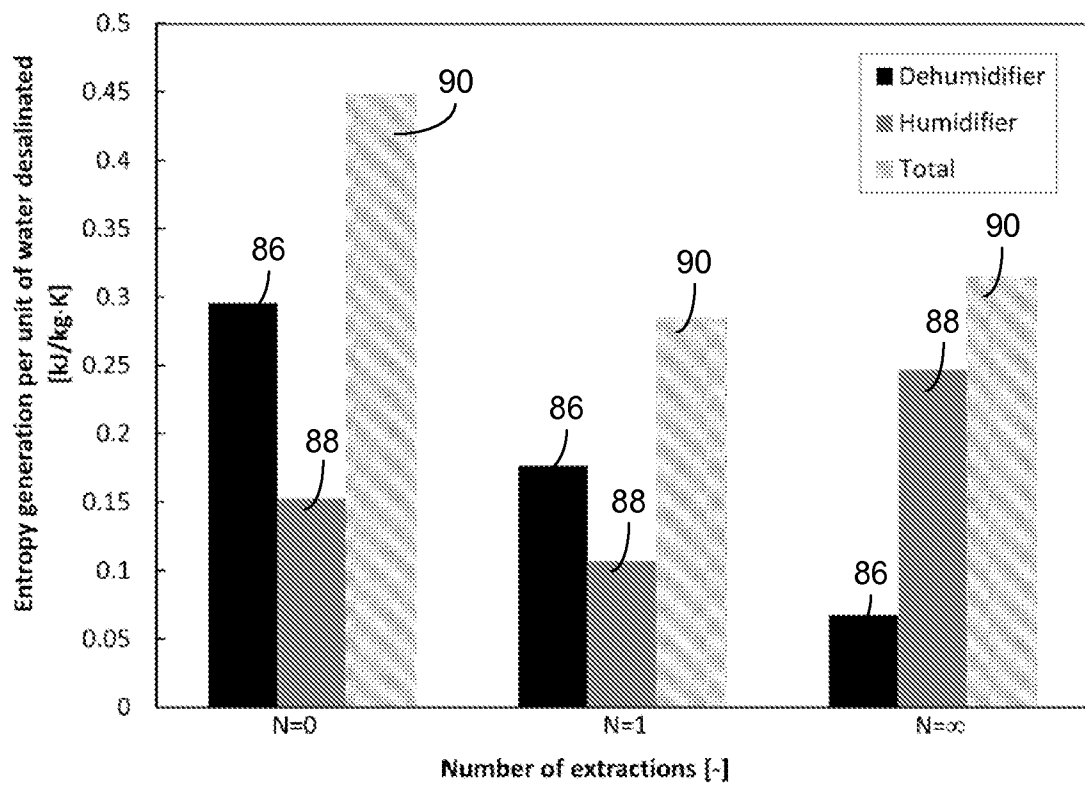 Entropy generation per unit of water desalinated
[kJ/kg·K]
0.5
0.45
0.4
0.35
0.3
0.25
0.2
0.15
0.1
0.05
0
Dehumidifier
Humidifier
Total
86
88
90
86
88
90
86
88
90
N=0
N=1
N=∞
Number of extractions [-]